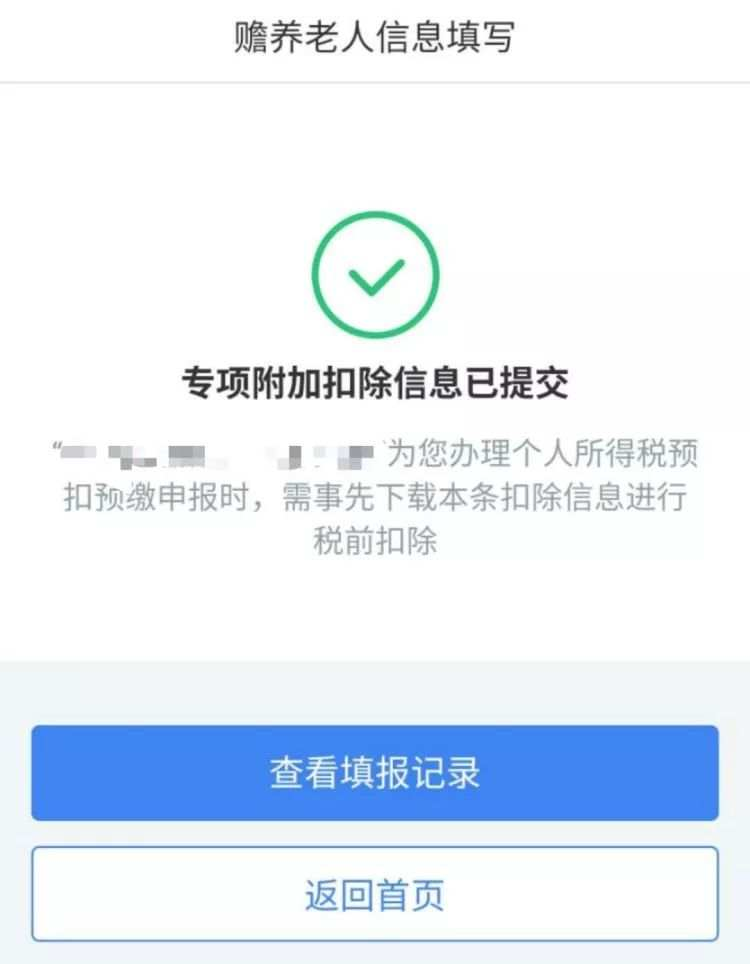 赡养老人信息填写
专项附加扣除信息已提交
“ 为您办理个人所得税预
扣预缴申报时，需事先下载本条扣除信息进行
税前扣除
查看填报记录
返回首页